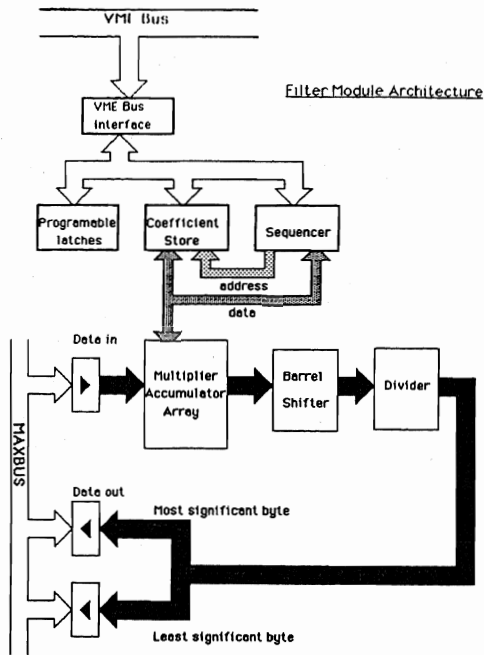 VME Bus
Filter Module Architecture
VME Bus
Interface
Programable
latches
Coefficient
Store
Sequencer
address
data
Data in
Multiplier
Accumulator
Array
Barrel
Shifter
Divider
MAXBUS
Data out
Most significant byte
Least significant byte